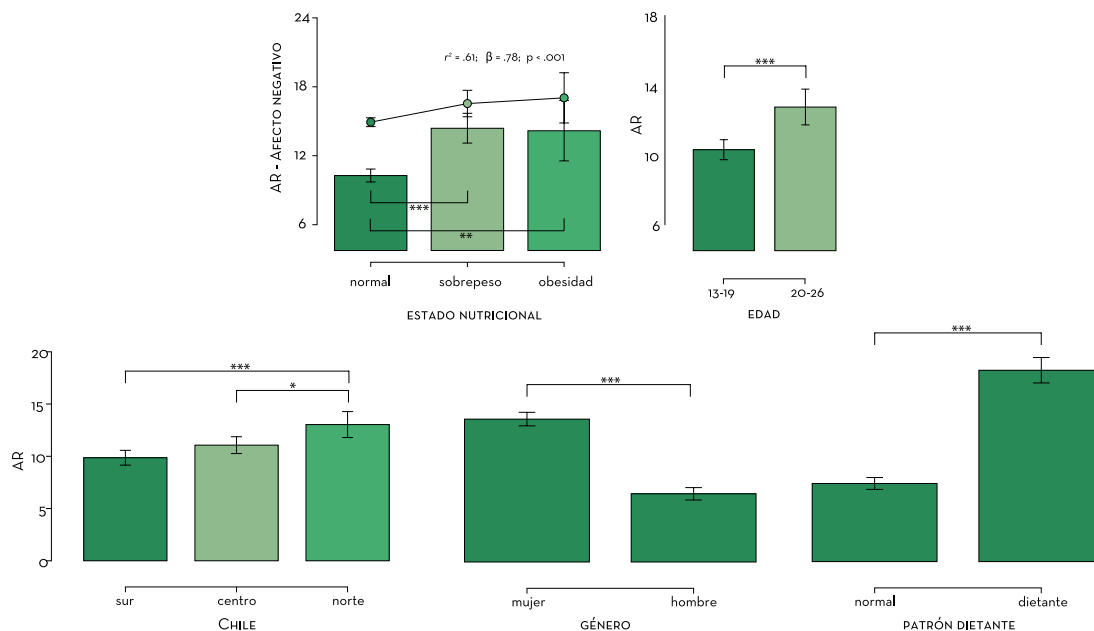 24
18
12
6
AR - Afecto negativo
r² = .61; β = .78; p < .001
***
**
normal sobrepeso obesidad
estado nutricional
18
14
10
6
AR
***
13-19 20-26
edad
20
15
10
5
0
AR
***
*
sur centro norte
Chile
***
mujer hombre
género
***
normal dietante
patrón dietante